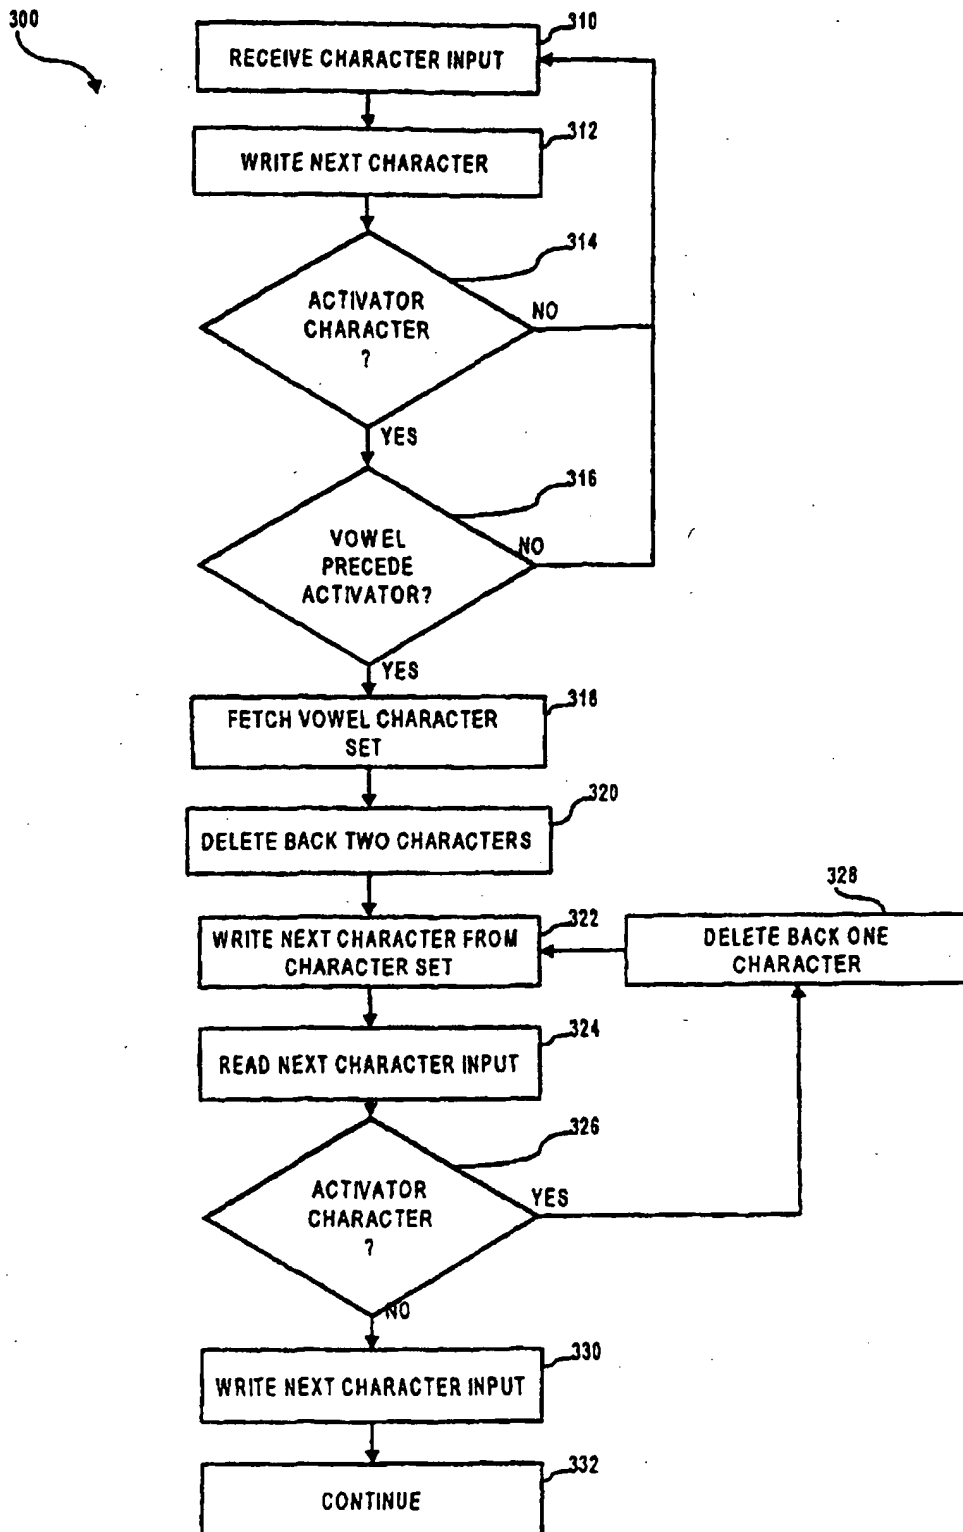 300
310
RECEIVE CHARACTER INPUT
312
WRITE NEXT CHARACTER
314
ACTIVATOR
CHARACTER
?
NO
YES
316
VOWEL
PRECEDE
ACTIVATOR?
NO
YES
318
FETCH VOWEL CHARACTER
SET
320
DELETE BACK TWO CHARACTERS
322
WRITE NEXT CHARACTER FROM
CHARACTER SET
328
DELETE BACK ONE
CHARACTER
324
READ NEXT CHARACTER INPUT
326
ACTIVATOR
CHARACTER
?
YES
NO
330
WRITE NEXT CHARACTER INPUT
332
CONTINUE